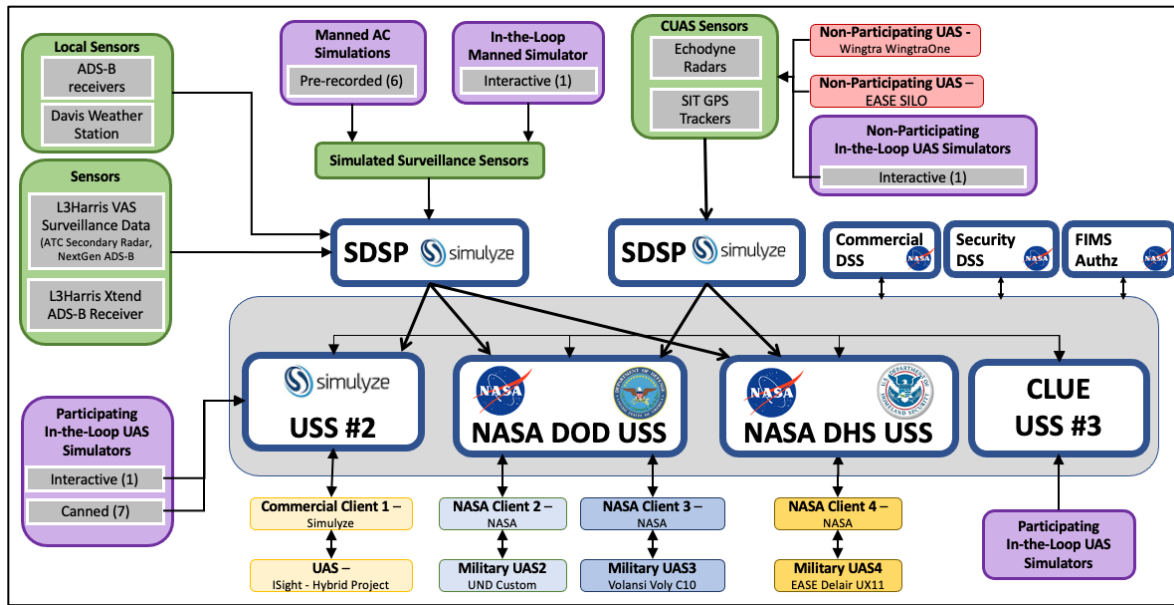 Local Sensors
ADS-B
receivers
Davis Weather
Station
Sensors
L3Harris VAS
Surveillance Data
(ATC Secondary Radar,
NextGen ADS-B)
L3Harris Xtend
ADS-B Receiver
Manned AC
Simulations
Pre-recorded (6)
In-the-Loop
Manned Simulator
Interactive (1)
Simulated Surveillance Sensors
CUAS Sensors
Echodyne
Radars
SIT GPS
Trackers
Non-Participating UAS -
Wingtra WingtraOne
Non-Participating UAS –
EASE SILO
Non-Participating
In-the-Loop UAS Simulators
Interactive (1)
SDSP simulyze
SDSP simulyze
Commercial
DSS NASA
Security
DSS NASA
FIMS
Authz NASA
simulyze
USS #2
NASA
NASA DOD USS
NASA
NASA DHS USS
CLUE
USS #3
Participating
In-the-Loop UAS
Simulators
Interactive (1)
Canned (7)
Commercial Client 1 –
Simulyze
UAS –
ISight - Hybrid Project
NASA Client 2 –
NASA
Military UAS2
UND Custom
NASA Client 3 –
NASA
Military UAS3
Volansi Voly C10
NASA Client 4 –
NASA
Military UAS4
EASE Delair UX11
Participating
In-the-Loop UAS
Simulators